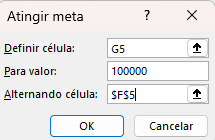 Atingir meta
?
Definir célula: G5
Para valor: 100000
Alternando célula: $F$5
OK Cancelar